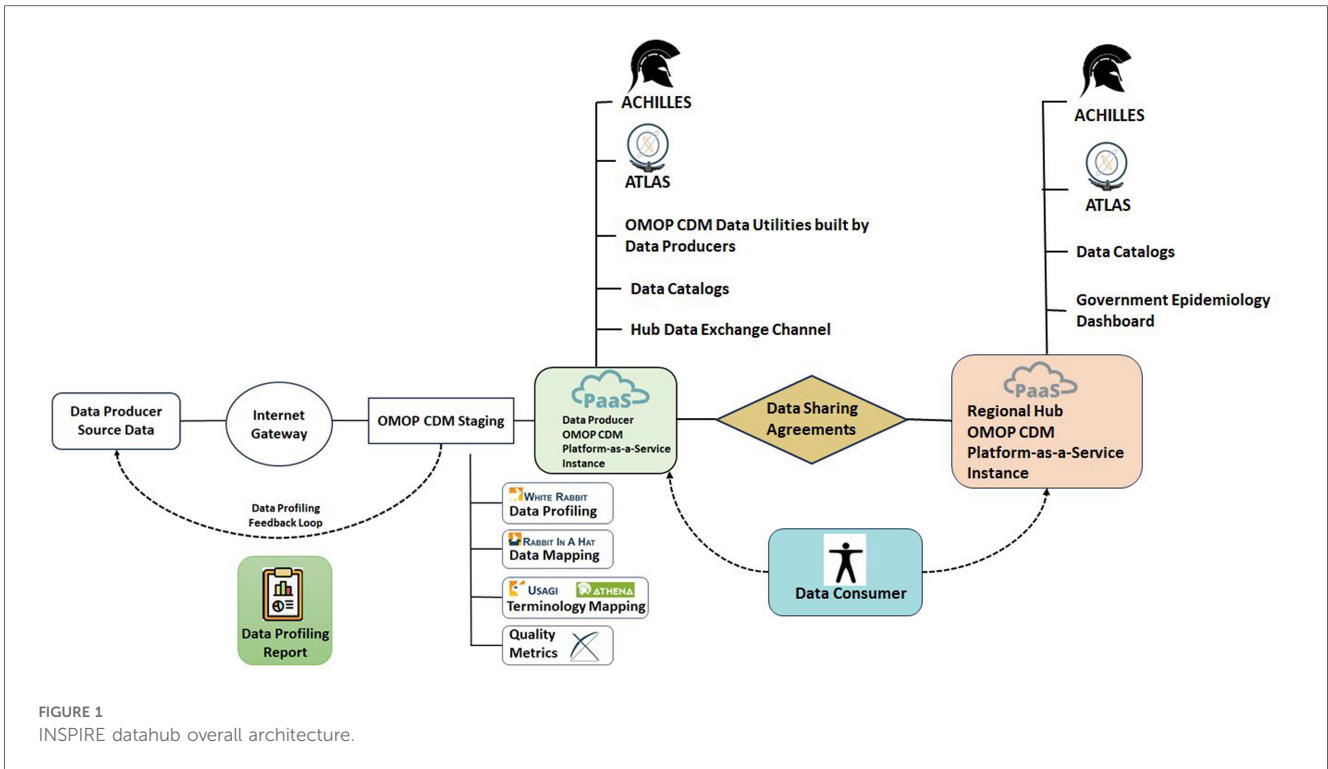 ACHILLES
ATLAS
OMOP CDM Data Utilities built by
Data Producers
Data Catalogs
Hub Data Exchange Channel
ACHILLES
ATLAS
Data Catalogs
Government Epidemiology
Dashboard
Data Producer
Source Data
Internet
Gateway
OMOP CDM Staging
PaaS
Data Producer
OMOP CDM
Platform-as-a-Service
Instance
Data Sharing
Agreements
PaaS
Regional Hub
OMOP CDM
Platform-as-a-Service
Instance
Data Profiling
Feedback Loop
Data Profiling
Report
WHITE RABBIT
Data Profiling
RABBIT IN A HAT
Data Mapping
USAGI ATHENA
Terminology Mapping
Quality
Metrics
Data Consumer
FIGURE 1
INSPIRE datahub overall architecture.